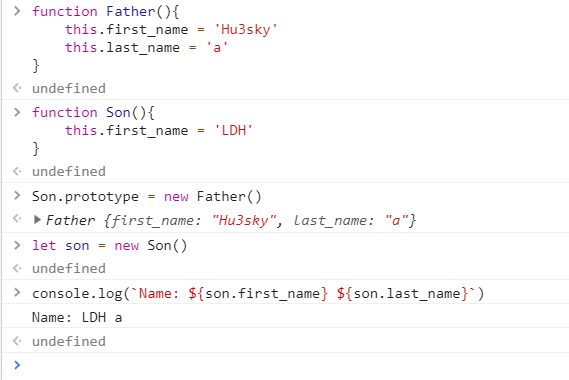 > function Father(){
    this.first_name = 'Hu3sky'
    this.last_name = 'a'
}
undefined
> function Son(){
    this.first_name = 'LDH'
}
undefined
> Son.prototype = new Father()
Father {first_name: "Hu3sky", last_name: "a"}
> let son = new Son()
undefined
> console.log(`Name: ${son.first_name} ${son.last_name}`)
Name: LDH a
undefined
>